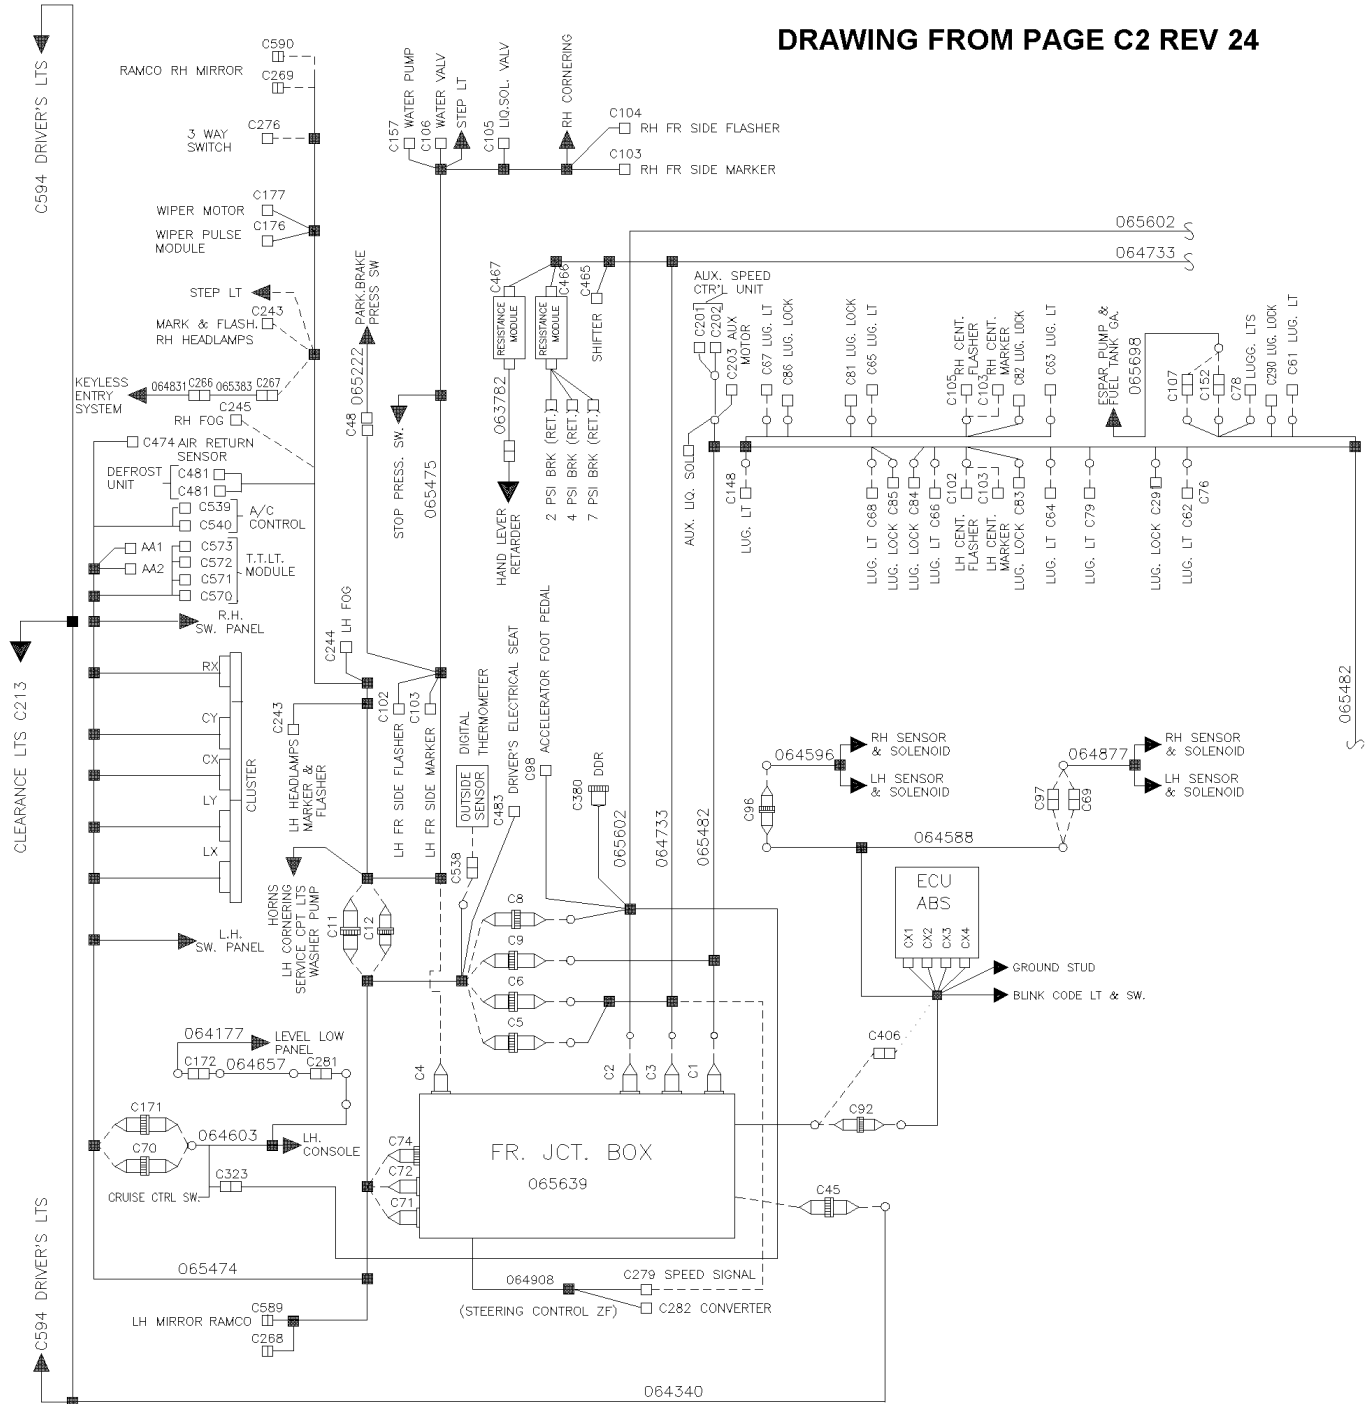 DRAWING FROM PAGE C2 REV 24
C594 DRIVER'S LTS
C590
RAMCO RH MIRROR
C269
C276
3 WAY
SWITCH
C177
WIPER MOTOR
C176
WIPER PULSE
MODULE
STEP LT
C243
MARK & FLASH.
RH HEADLAMPS
KEYLESS
ENTRY
SYSTEM
064831
C266
065383
C267
C245
RH FOG
C474 AIR RETURN
SENSOR
DEFROST
UNIT
C481
C481
C539
C540
A/C
CONTROL
AA1
AA2
C573
C572
C571
C570
T.T.LT.
MODULE
R.H.
SW. PANEL
RX
CY
CX
LY
LX
CLUSTER
L.H.
SW. PANEL
CLEARANCE LTS C213
C157
WATER PUMP
C106
WATER VALV
STEP LT
C105
LIQ.SOL. VALV
RH CORNERING
C104
RH FR SIDE FLASHER
C103
RH FR SIDE MARKER
PARK.BRAKE
PRESS SW
065222
C48
STOP PRESS. SW.
065475
C244
LH FOG
C243
LH HEADLAMPS
MARKER &
FLASHER
C102
LH FR SIDE FLASHER
C103
LH FR SIDE MARKER
HORNS
LH CORNERING
SERVICE CPT LTS
WASHER PUMP
C11
C12
065602
064733
C467
C466
C465
RESISTANCE
MODULE
RESISTANCE
MODULE
SHIFTER
063782
HAND LEVER
RETARDER
2 PSI BRK (RET.)
4 PSI BRK (RET.)
7 PSI BRK (RET.)
AUX. SPEED
CTR'L UNIT
C201
C202
C203 AUX
MOTOR
AUX. LIQ. SOL.
C67 LUG. LT
C86 LUG. LOCK
C81 LUG. LOCK
C65 LUG. LT
C105
RH CENT.
FLASHER
C103
RH CENT.
MARKER
C82 LUG. LOCK
C63 LUG. LT
ESPAR PUMP &
FUEL TANK GA.
065698
C107
C152
C78
LUGG. LTS
C290 LUG. LOCK
C61 LUG. LT
C148
LUG. LT
LUG. LT C68
LUG. LOCK C85
LUG. LOCK C84
LUG. LT C66
C102
LH CENT.
FLASHER
C103
LH CENT.
MARKER
LUG. LOCK C83
LUG. LT C64
LUG. LT C79
LUG. LOCK C291
LUG. LT C62
C76
065482
DIGITAL
THERMOMETER
OUTSIDE
SENSOR
C538
DRIVER'S ELECTRICAL SEAT
C483
ACCELERATOR FOOT PEDAL
C98
DDR
C380
065602
064733
065482
C8
C9
C6
C5
064596
RH SENSOR
& SOLENOID
LH SENSOR
& SOLENOID
C96
064877
RH SENSOR
& SOLENOID
LH SENSOR
& SOLENOID
C97
C69
064588
ECU
ABS
CX1
CX2
CX3
CX4
GROUND STUD
BLINK CODE LT & SW.
C406
C92
C45
C4
C2
C3
C1
FR. JCT. BOX
065639
C74
C72
C71
064177
LEVEL LOW
PANEL
C172
064657
C281
C171
C70
064603
LH.
CONSOLE
CRUISE CTRL SW.
C323
065474
C589
LH MIRROR RAMCO
C268
064908
C279 SPEED SIGNAL
(STEERING CONTROL ZF)
C282 CONVERTER
C594 DRIVER'S LTS
064340